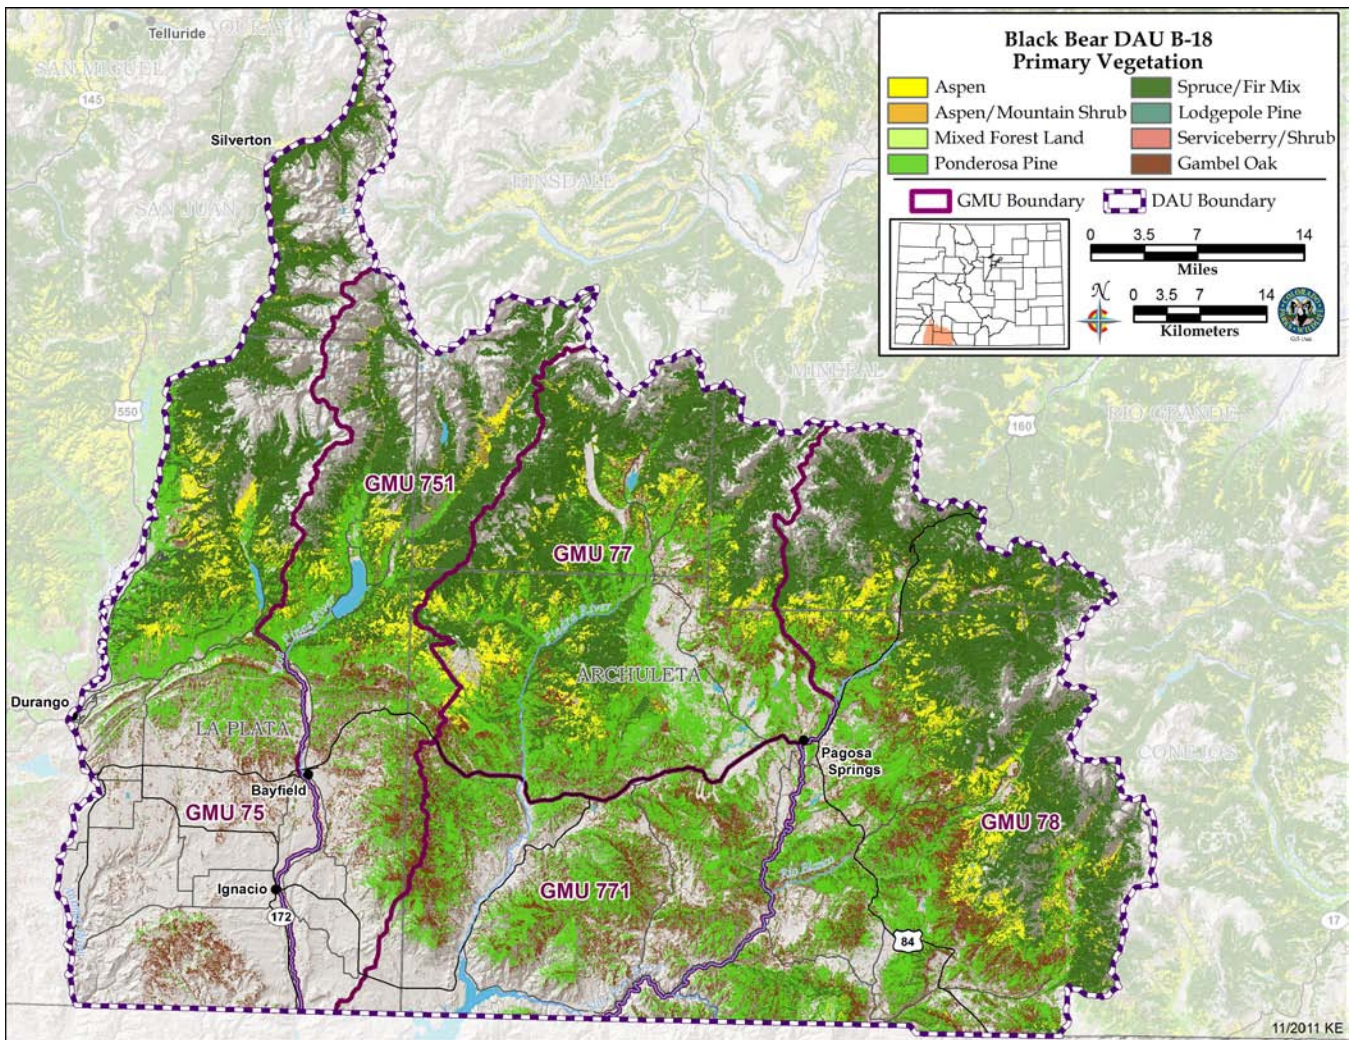 Black Bear DAU B-18
Primary Vegetation
Aspen
Spruce/Fir Mix
Aspen/Mountain Shrub
Lodgepole Pine
Mixed Forest Land
Serviceberry/Shrub
Ponderosa Pine
Gambel Oak
GMU Boundary
DAU Boundary
0 3.5 7 14
Miles
N
0 3.5 7 14
Kilometers
Telluride
OURAY
SAN MIGUEL
145
Silverton
HINSDALE
SAN JUAN
MINERAL
550
RIO GRANDE
160
GMU 751
GMU 77
Piedra River
ARCHULETA
Durango
LA PLATA
Pagosa
Springs
CONEJOS
Bayfield
GMU 75
GMU 78
Rio Blanco
Ignacio
GMU 771
172
84
17
11/2011 KE